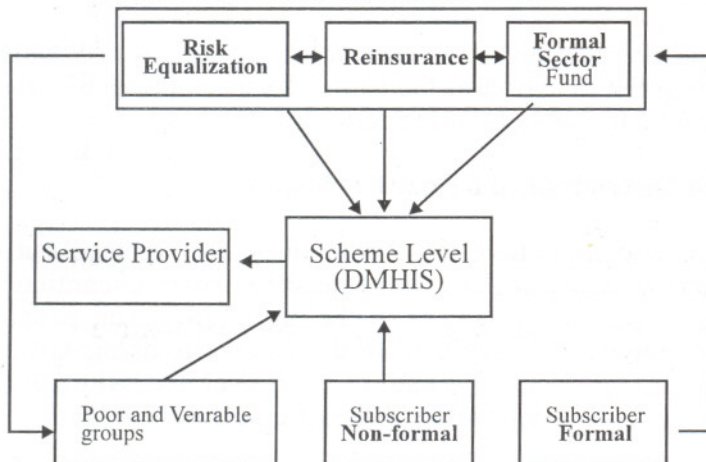 Risk
Equalization
Reinsurance
Formal
Sector
Fund
Service Provider
Scheme Level
(DMHIS)
Poor and Venrable
groups
Subscriber
Non-formal
Subscriber
Formal